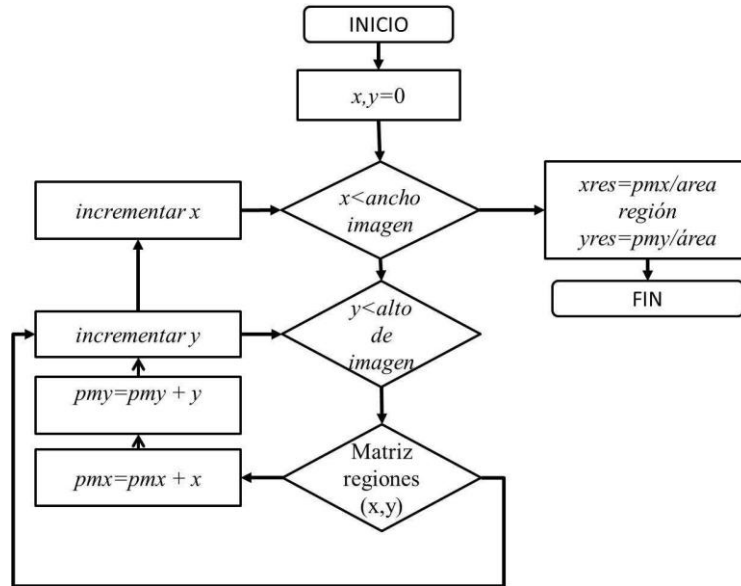 INICIO
x,y=0
x<ancho
imagen
incrementar x
xres=pmx/area
región
yres=pmy/área
FIN
y<alto
de
imagen
incrementar y
pmy=pmy + y
Matriz
regiones
(x,y)
pmx=pmx + x